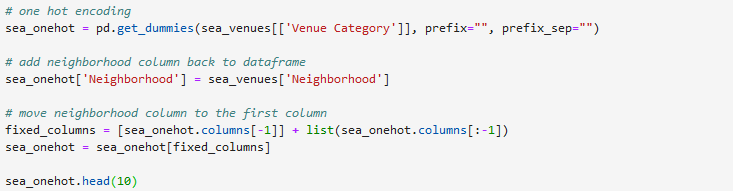 # one hot encoding
sea_onehot = pd.get_dummies(sea_venues[['Venue Category']], prefix="", prefix_sep="")
# add neighborhood column back to dataframe
sea_onehot['Neighborhood'] = sea_venues['Neighborhood']
# move neighborhood column to the first column
fixed_columns = [sea_onehot.columns[-1]] + list(sea_onehot.columns[:-1])
sea_onehot = sea_onehot[fixed_columns]
sea_onehot.head(10)